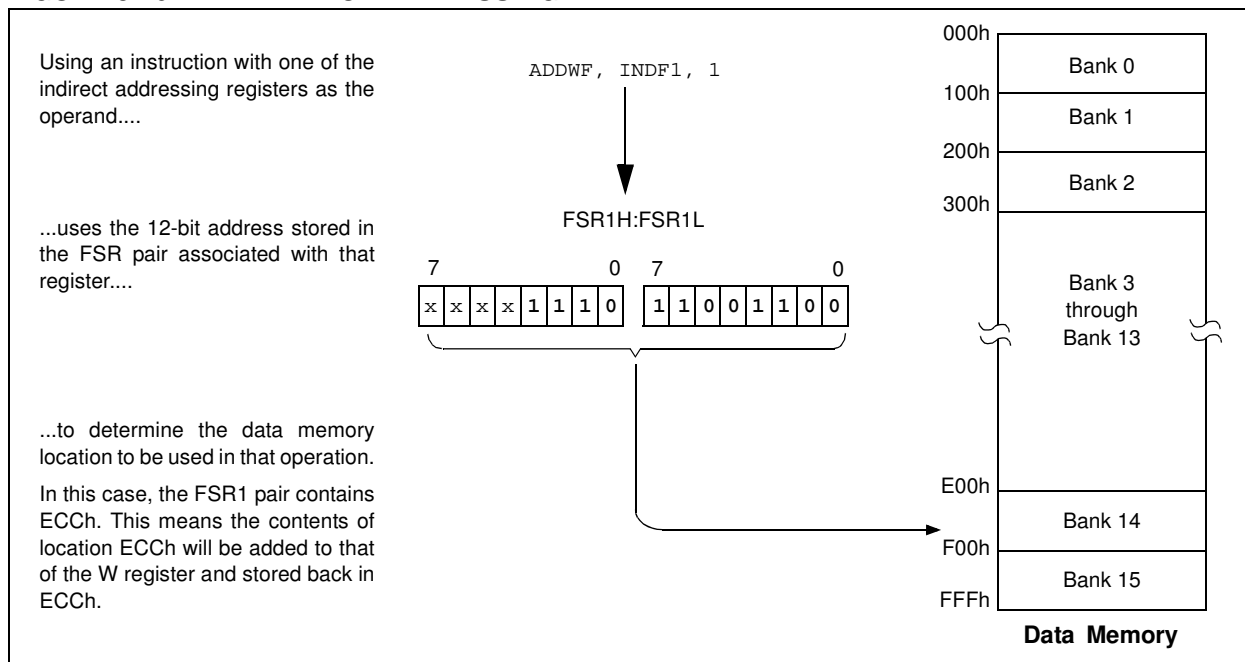 Using an instruction with one of the
indirect addressing registers as the
operand....
ADDWF, INDF1, 1
...uses the 12-bit address stored in
the FSR pair associated with that
register....
FSR1H:FSR1L
7 0 7 0
x x x x 1 1 1 0 1 1 0 0 1 1 0 0
...to determine the data memory
location to be used in that operation.
In this case, the FSR1 pair contains
ECCh. This means the contents of
location ECCh will be added to that
of the W register and stored back in
ECCh.
000h
Bank 0
100h
Bank 1
200h
Bank 2
300h
Bank 3
through
Bank 13
E00h
Bank 14
F00h
Bank 15
FFFh
Data Memory